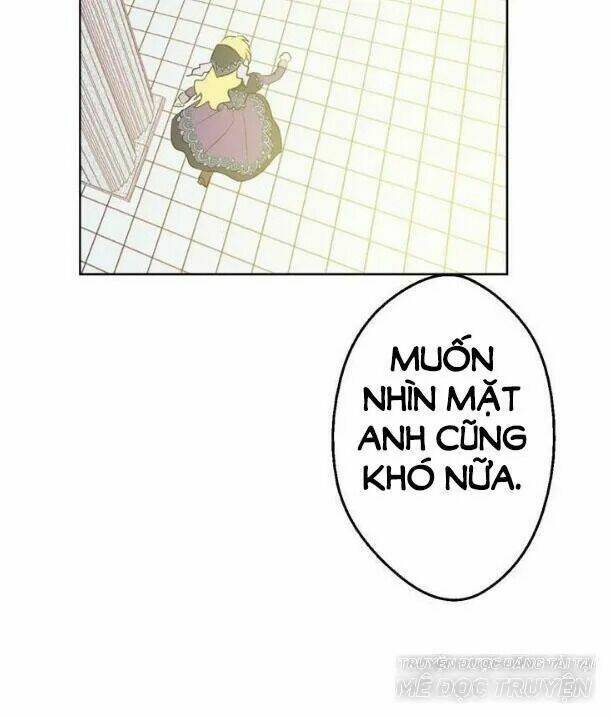 MUỐN
NHÌN MẶT
ANH CŨNG
KHÓ NỮA.
TRUYỆN ĐƯỢC ĐĂNG TẢI TẠI
MÊ ĐỌC TRUYỆN